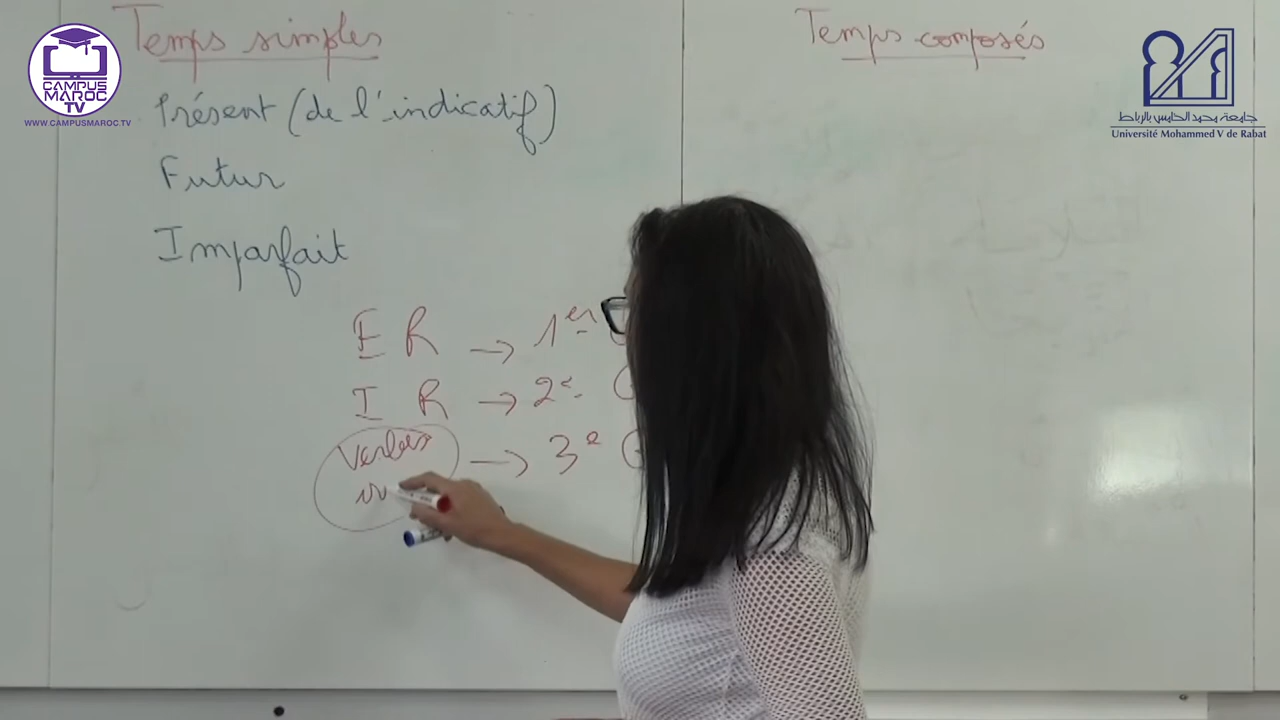 Temps simples
Temps composés
Présent (de l'indicatif)
Futur
Imparfait
ER → 1er
IR → 2e
Verbes → 3e
CAMPUS
MAROC
TV
WWW.CAMPUSMAROC.TV
جامعة محمد الخامس بالرباط
Université Mohammed V de Rabat